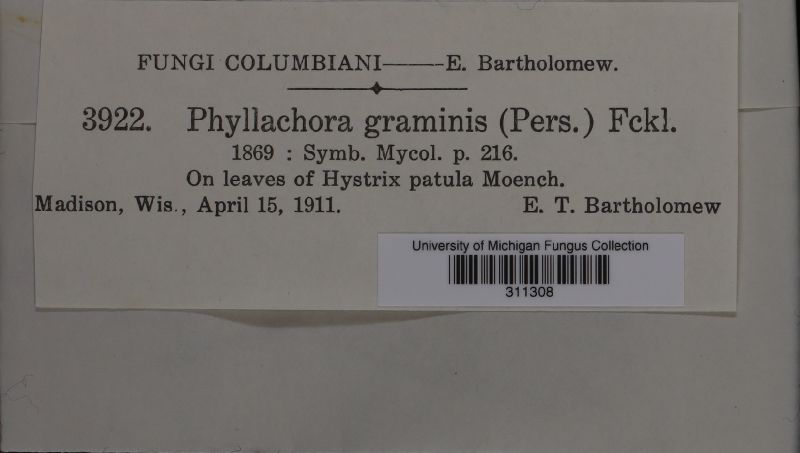 FUNGI COLUMBIANI——E. Bartholomew.
3922. Phyllachora graminis (Pers.) Fckl.
1869 : Symb. Mycol. p. 216.
On leaves of Hystrix patula Moench.
Madison, Wis., April 15, 1911. E. T. Bartholomew
University of Michigan Fungus Collection
311308